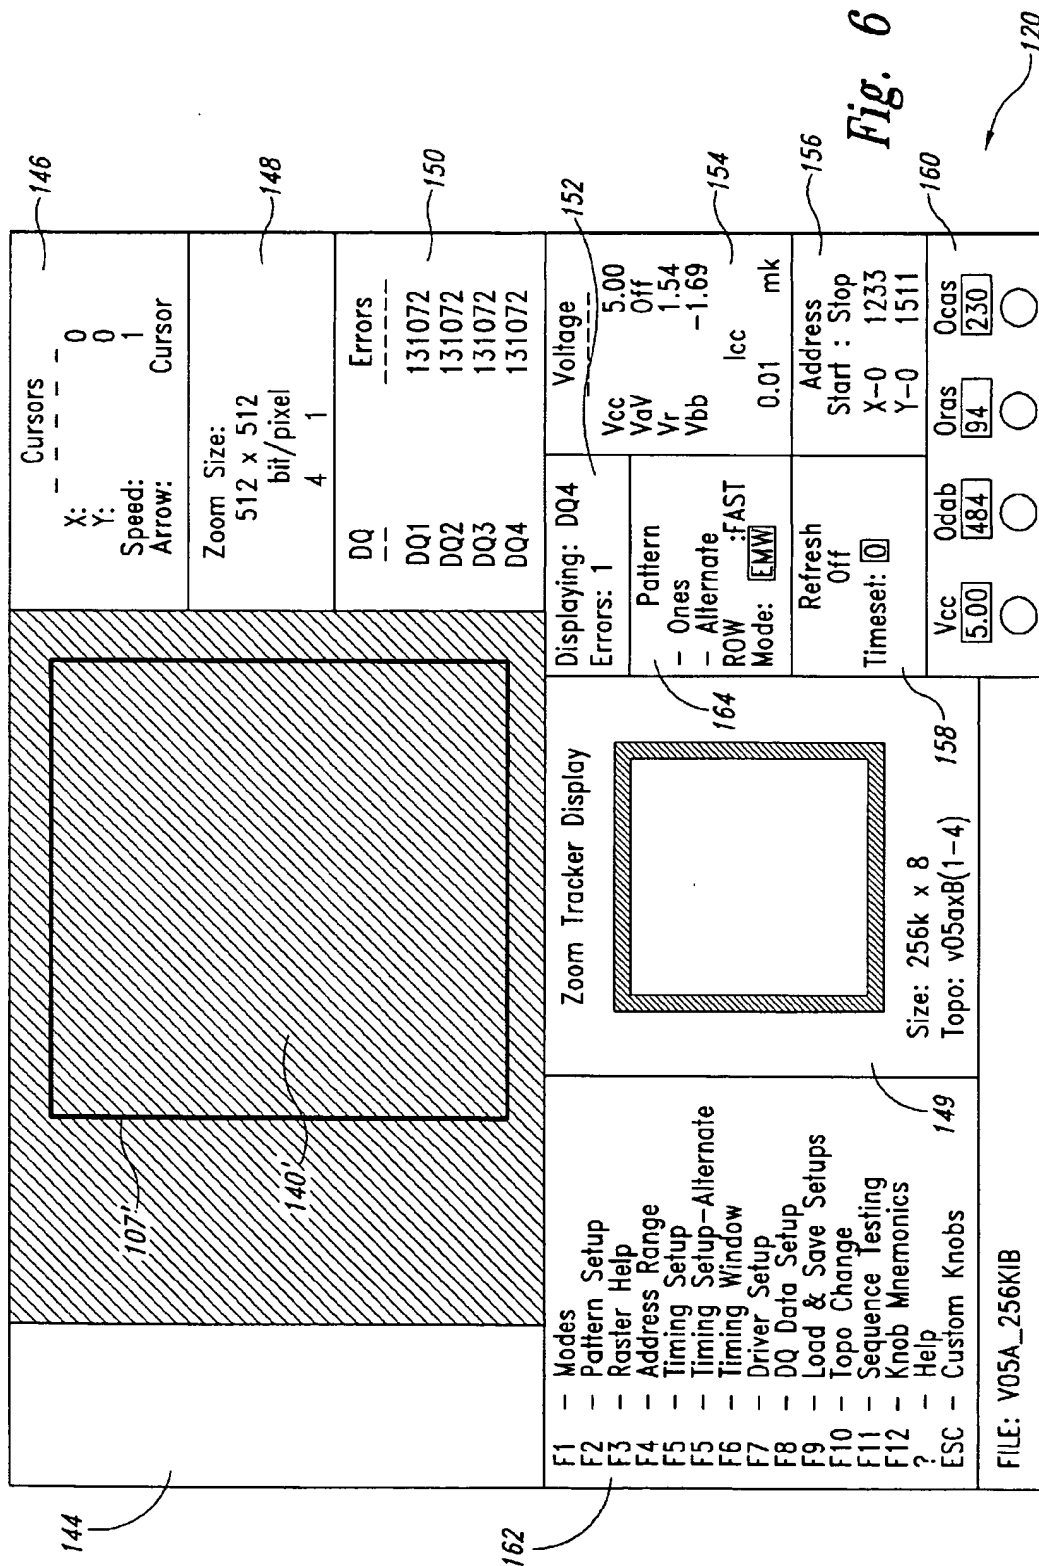 144
107'
140'
Cursors
X: 0
Y: 0
Speed: 1
Arrow: Cursor
146
Zoom Size:
512 x 512
bit/pixel
4 1
148
DQ Errors
DQ1 131072
DQ2 131072
DQ3 131072
DQ4 131072
150
162
F1 - Modes
F2 - Pattern Setup
F3 - Raster Help
F4 - Address Range
F5 - Timing Setup
F5 - Timing Setup-Alternate
F6 - Timing Window
F7 - Driver Setup
F8 - DQ Data Setup
F9 - Load & Save Setups
F10 - Topo Change
F11 - Sequence Testing
F12 - Knob Mnemonics
? - Help
ESC - Custom Knobs
FILE: V05A_256KIB
Zoom Tracker Display
Size: 256k x 8
Topo: v05axB(1-4)
149
Displaying: DQ4
Errors: 1
152
Pattern
- Ones
- Alternate
ROW :FAST
Mode: EMW
164
Voltage
Vcc 5.00
VaV Off
Vr 1.54
Vbb -1.69
Icc
0.01 mk
154
Refresh
Off
Timeset: 0
158
Address
Start : Stop
X-0 1233
Y-0 1511
156
Vcc Odab Oras Ocas
5.00 484 94 230
160
Fig. 6
120